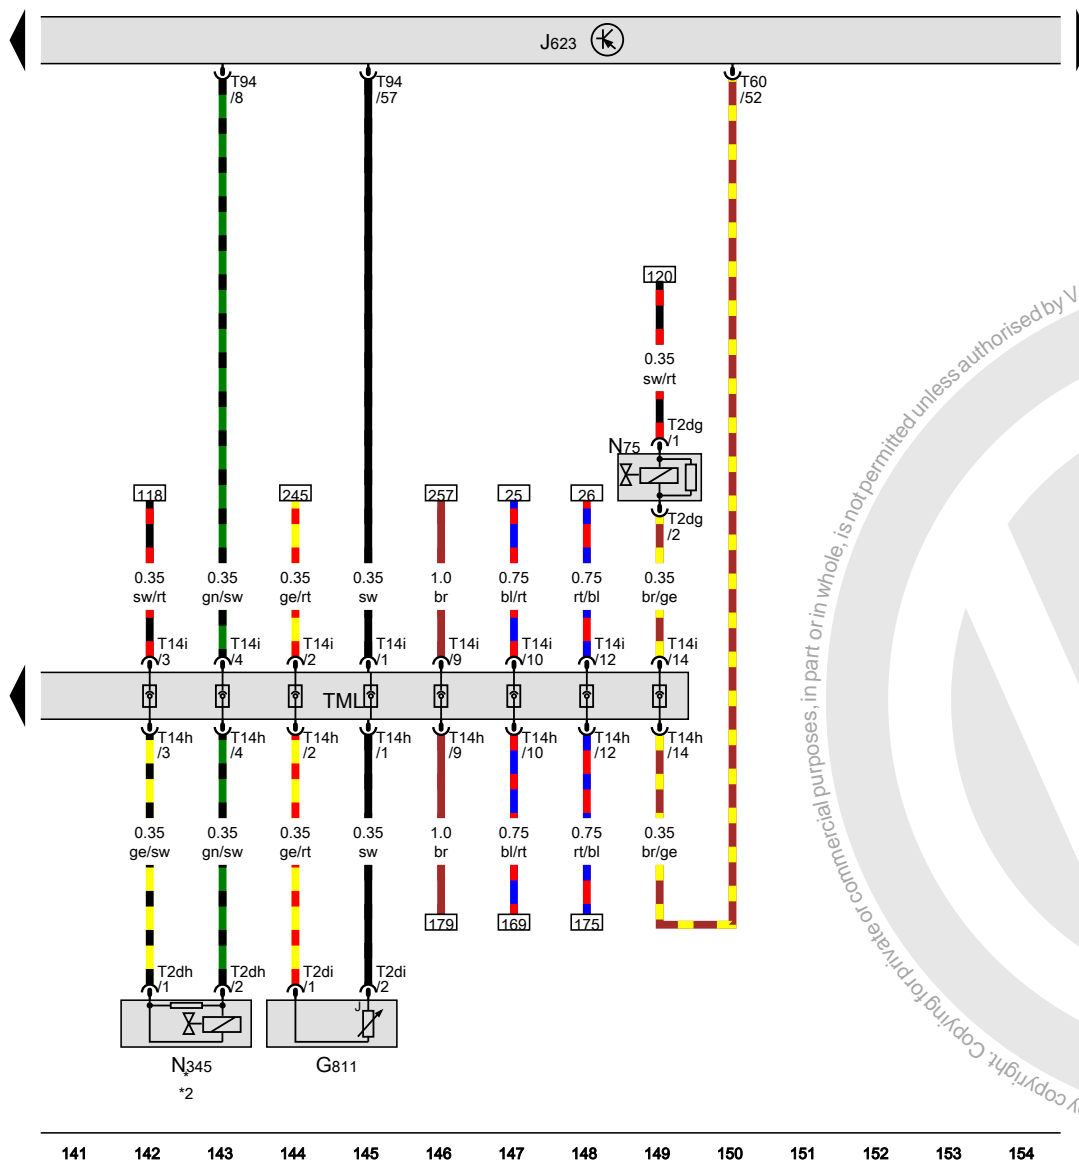 J623
T94
/8
T94
/57
T60
/52
120
0.35
sw/rt
T2dg
/1
N75
T2dg
/2
118
245
257
25
26
0.35
sw/rt
0.35
gn/sw
0.35
ge/rt
0.35
sw
1.0
br
0.75
bl/rt
0.75
rt/bl
0.35
br/ge
T14i
/3
T14i
/4
T14i
/2
T14i
/1
T14i
/9
T14i
/10
T14i
/12
T14i
/14
TML
T14h
/3
T14h
/4
T14h
/2
T14h
/1
T14h
/9
T14h
/10
T14h
/12
T14h
/14
0.35
ge/sw
0.35
gn/sw
0.35
ge/rt
0.35
sw
1.0
br
0.75
bl/rt
0.75
rt/bl
0.35
br/ge
179
169
175
T2dh
/1
T2dh
/2
T2di
/1
T2di
/2
J
N345
*
*2
G811
141 142 143 144 145 146 147 148 149 150 151 152 153 154
by copyright. Copying for private or commercial purposes, in part or in whole, is not permitted unless authorised by V